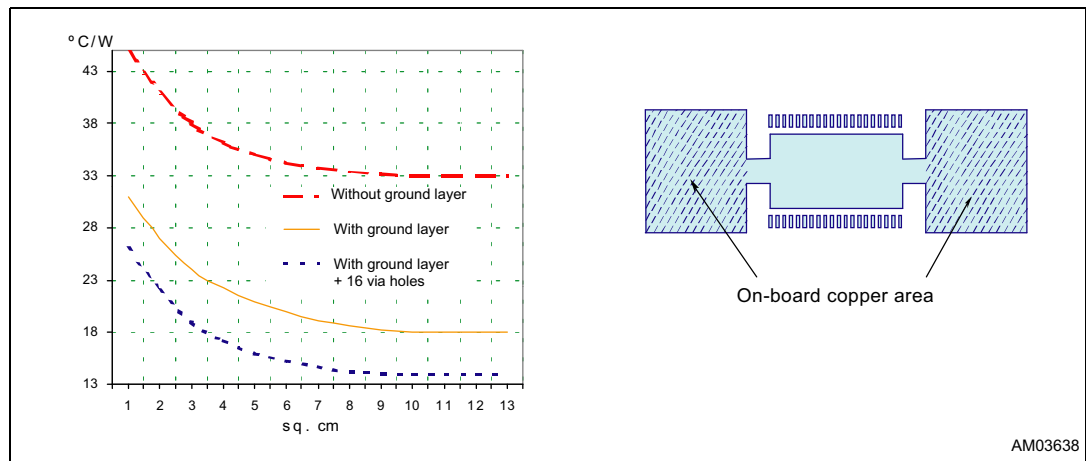 ºC/W
43
38
33
28
23
18
13
Without ground layer
With ground layer
With ground layer
+ 16 via holes
1 2 3 4 5 6 7 8 9 10 11 12 13
sq. cm
On-board copper area
AM03638